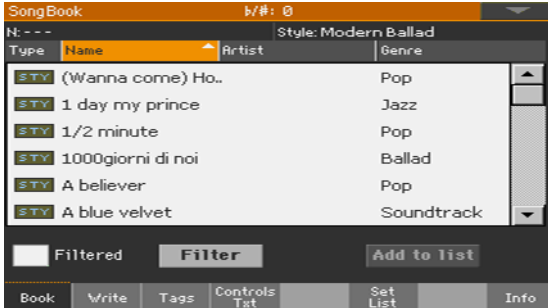 SongBook ♭/#: 0
N: --- Style: Modern Ballad
Type Name Artist Genre
STY (Wanna come) Ho.. Pop
STY 1 day my prince Jazz
STY 1/2 minute Pop
STY 1000giorni di noi Ballad
STY A believer Pop
STY A blue velvet Soundtrack
Filtered Filter Add to list
Book Write Tags Controls Txt Set List Info